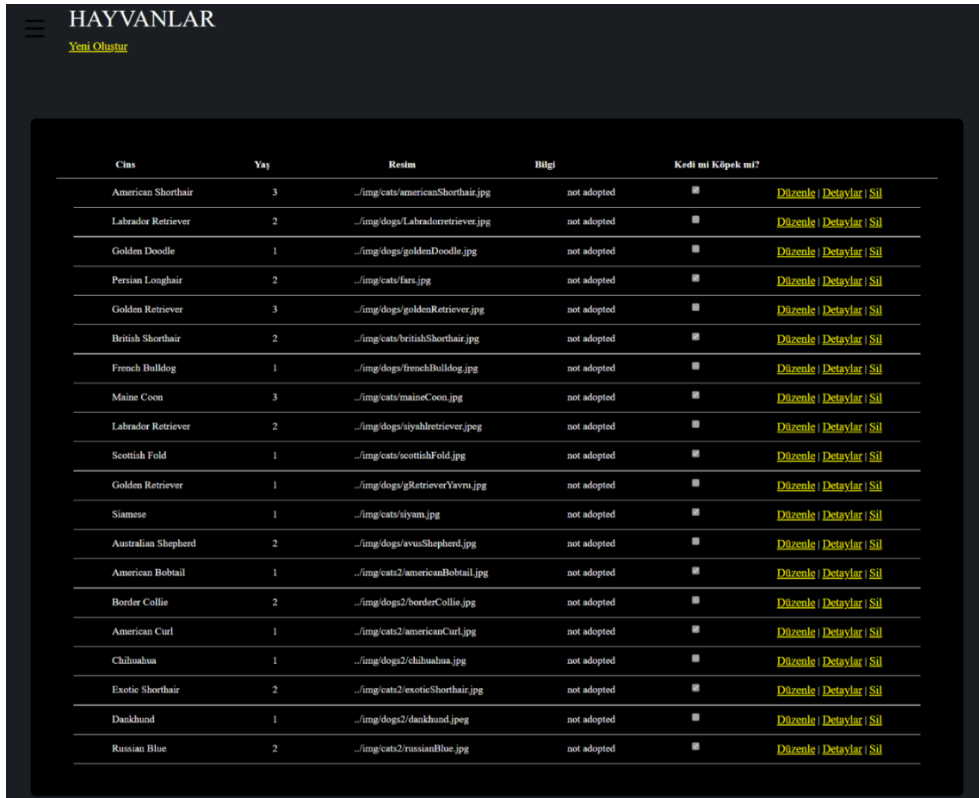 HAYVANLAR
Yeni Oluştur
Cins Yaş Resim Bilgi Kedi mi Köpek mi?
American Shorthair 3 ../img/cats/americanShorthair.jpg not adopted Düzenle | Detaylar | Sil
Labrador Retriever 2 ../img/dogs/Labradorretriever.jpg not adopted Düzenle | Detaylar | Sil
Golden Doodle 1 ../img/dogs/goldenDoodle.jpg not adopted Düzenle | Detaylar | Sil
Persian Longhair 2 ../img/cats/fars.jpg not adopted Düzenle | Detaylar | Sil
Golden Retriever 3 ../img/dogs/goldenRetriever.jpg not adopted Düzenle | Detaylar | Sil
British Shorthair 2 ../img/cats/britishShorthair.jpg not adopted Düzenle | Detaylar | Sil
French Bulldog 1 ../img/dogs/frenchBulldog.jpg not adopted Düzenle | Detaylar | Sil
Maine Coon 3 ../img/cats/maineCoon.jpg not adopted Düzenle | Detaylar | Sil
Labrador Retriever 2 ../img/dogs/siyahlretriever.jpeg not adopted Düzenle | Detaylar | Sil
Scottish Fold 1 ../img/cats/scottishFold.jpg not adopted Düzenle | Detaylar | Sil
Golden Retriever 1 ../img/dogs/gRetrieverYavru.jpg not adopted Düzenle | Detaylar | Sil
Siamese 1 ../img/cats/siyam.jpg not adopted Düzenle | Detaylar | Sil
Australian Shepherd 2 ../img/dogs/avusShepherd.jpg not adopted Düzenle | Detaylar | Sil
American Bobtail 1 ../img/cats2/americanBobtail.jpg not adopted Düzenle | Detaylar | Sil
Border Collie 2 ../img/dogs2/borderCollie.jpg not adopted Düzenle | Detaylar | Sil
American Curl 1 ../img/cats2/americanCurl.jpg not adopted Düzenle | Detaylar | Sil
Chihuahua 1 ../img/dogs2/chihuahua.jpg not adopted Düzenle | Detaylar | Sil
Exotic Shorthair 2 ../img/cats2/exoticShorthair.jpg not adopted Düzenle | Detaylar | Sil
Dankhund 1 ../img/dogs2/dankhund.jpeg not adopted Düzenle | Detaylar | Sil
Russian Blue 2 ../img/cats2/russianBlue.jpg not adopted Düzenle | Detaylar | Sil